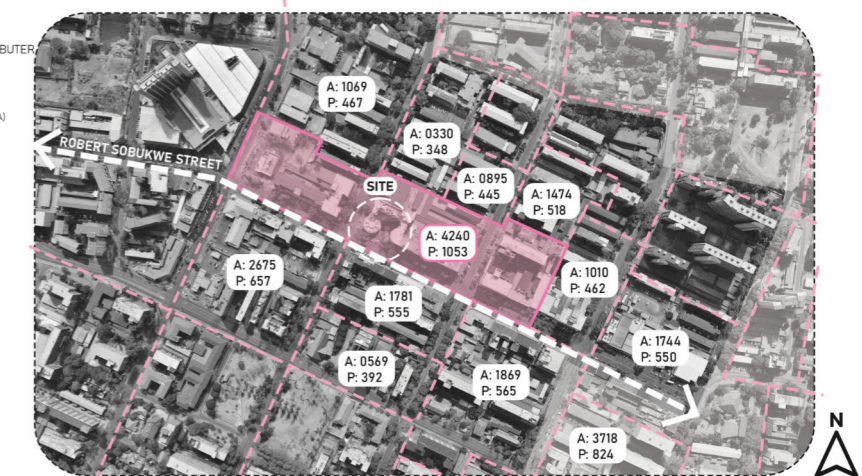 BUTER
A)
ROBERT SOBUKWE STREET
A: 1069
P: 467
A: 0330
P: 348
A: 0895
P: 445
A: 1474
P: 518
SITE
A: 4240
P: 1053
A: 2675
P: 657
A: 1781
P: 555
A: 1010
P: 462
A: 0569
P: 392
A: 1869
P: 565
A: 1744
P: 550
A: 3718
P: 824
N